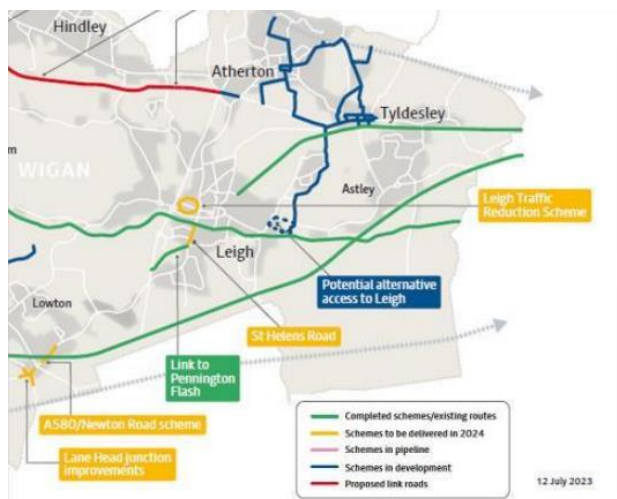 Hindley
Atherton
Tyldesley
m
WIGAN
Astley
Leigh Traffic
Reduction Scheme
Leigh
Potential alternative
access to Leigh
Lowton
St Helens Road
Link to
Pennington
Flash
A580/Newton Road scheme
Lane Head junction
improvements
Completed schemes/existing routes
Schemes to be delivered in 2024
Schemes in pipeline
Schemes in development
Proposed link roads
12 July 2023